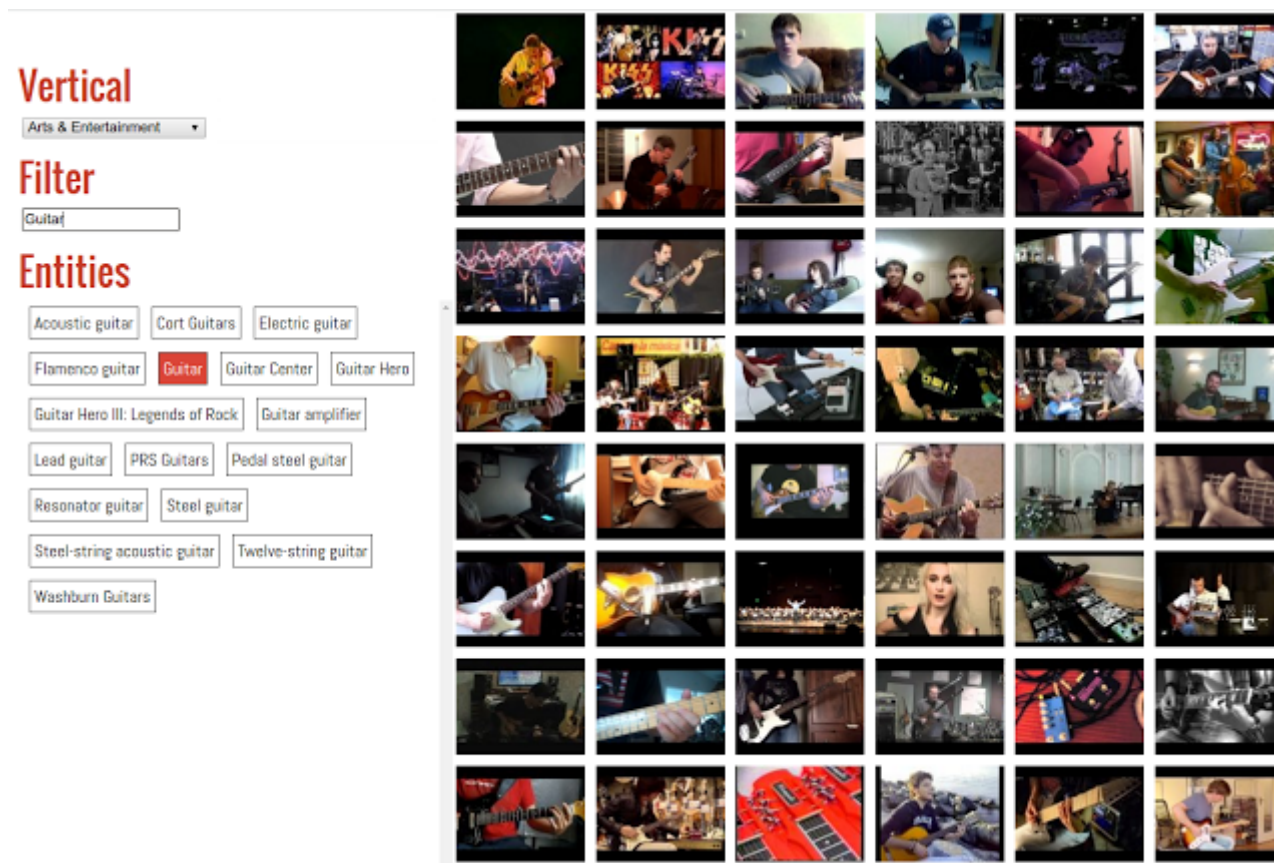 Vertical
Arts & Entertainment
Filter
Guitar
Entities
Acoustic guitar Cort Guitars Electric guitar
Flamenco guitar Guitar Guitar Center Guitar Hero
Guitar Hero III: Legends of Rock Guitar amplifier
Lead guitar PRS Guitars Pedal steel guitar
Resonator guitar Steel guitar
Steel-string acoustic guitar Twelve-string guitar
Washburn Guitars
KISS
KISS